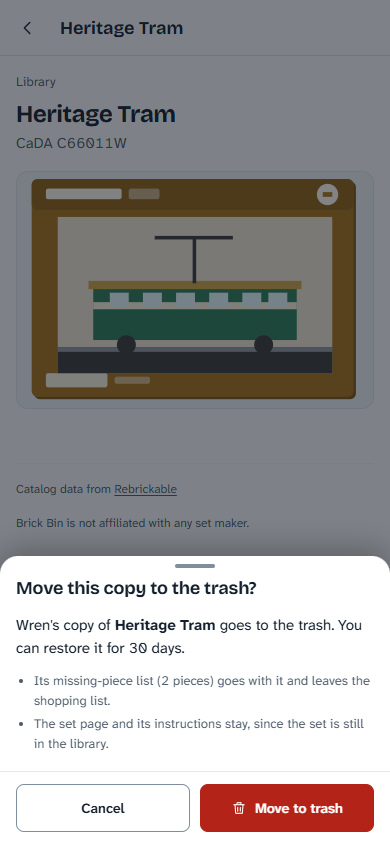 Heritage Tram
Library
Heritage Tram
CaDA C66011W
Catalog data from Rebrickable
Brick Bin is not affiliated with any set maker.
Move this copy to the trash?
Wren's copy of Heritage Tram goes to the trash. You
can restore it for 30 days.
• Its missing-piece list (2 pieces) goes with it and leaves the
shopping list.
• The set page and its instructions stay, since the set is still
in the library.
Cancel
Move to trash